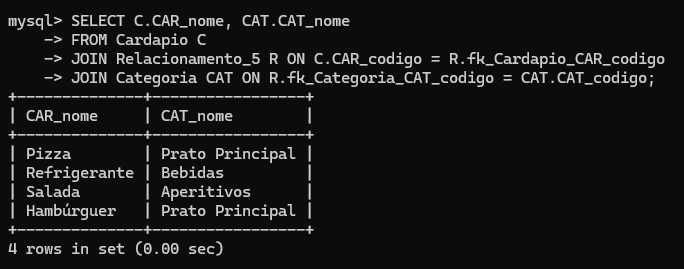 mysql> SELECT C.CAR_nome, CAT.CAT_nome
    -> FROM Cardapio C
    -> JOIN Relacionamento_5 R ON C.CAR_codigo = R.fk_Cardapio_CAR_codigo
    -> JOIN Categoria CAT ON R.fk_Categoria_CAT_codigo = CAT.CAT_codigo;
+--------------+-----------------+
| CAR_nome     | CAT_nome        |
+--------------+-----------------+
| Pizza        | Prato Principal |
| Refrigerante | Bebidas         |
| Salada       | Aperitivos      |
| Hambúrguer   | Prato Principal |
+--------------+-----------------+
4 rows in set (0.00 sec)